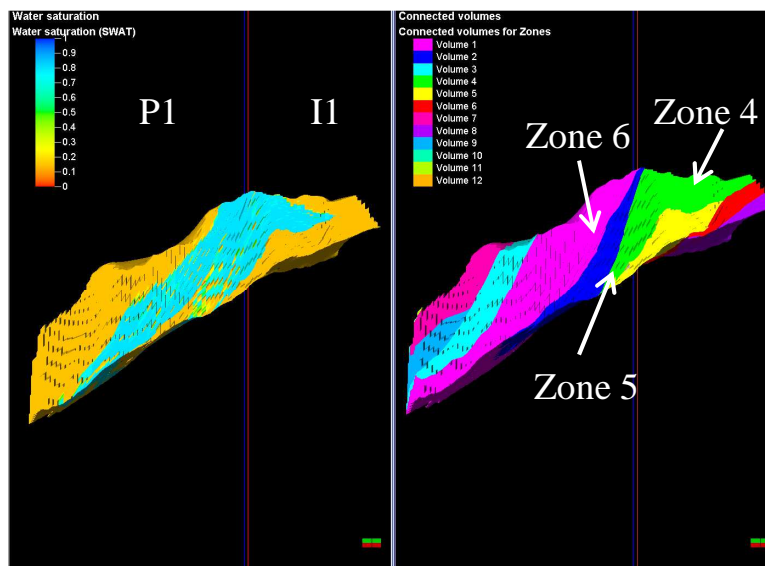 Water saturation
Water saturation (SWAT)
1
0.9
0.8
0.7
0.6
0.5
0.4
0.3
0.2
0.1
0
P1
I1
Connected volumes
Connected volumes for Zones
Volume 1
Volume 2
Volume 3
Volume 4
Volume 5
Volume 6
Volume 7
Volume 8
Volume 9
Volume 10
Volume 11
Volume 12
Zone 4
Zone 6
Zone 5